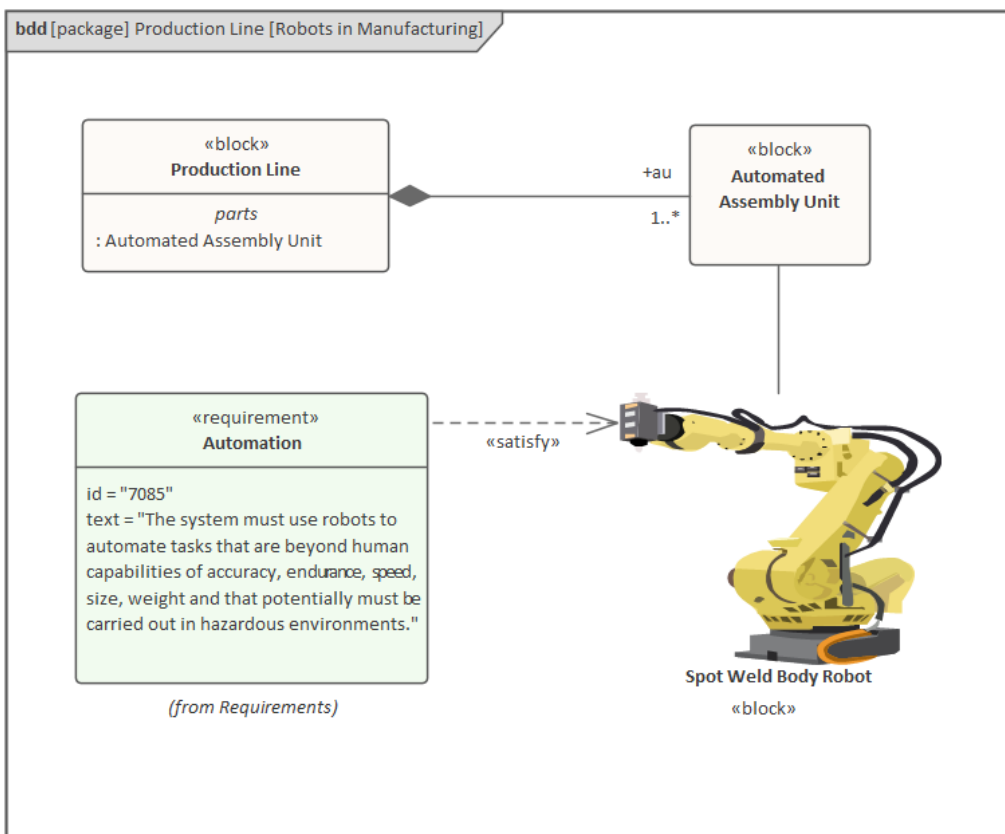 bdd [package] Production Line [Robots in Manufacturing]
«block»
Production Line
parts
: Automated Assembly Unit
+au
1..*
«block»
Automated
Assembly Unit
«requirement»
Automation
id = "7085"
text = "The system must use robots to
automate tasks that are beyond human
capabilities of accuracy, endurance, speed,
size, weight and that potentially must be
carried out in hazardous environments."
(from Requirements)
«satisfy»
Spot Weld Body Robot
«block»